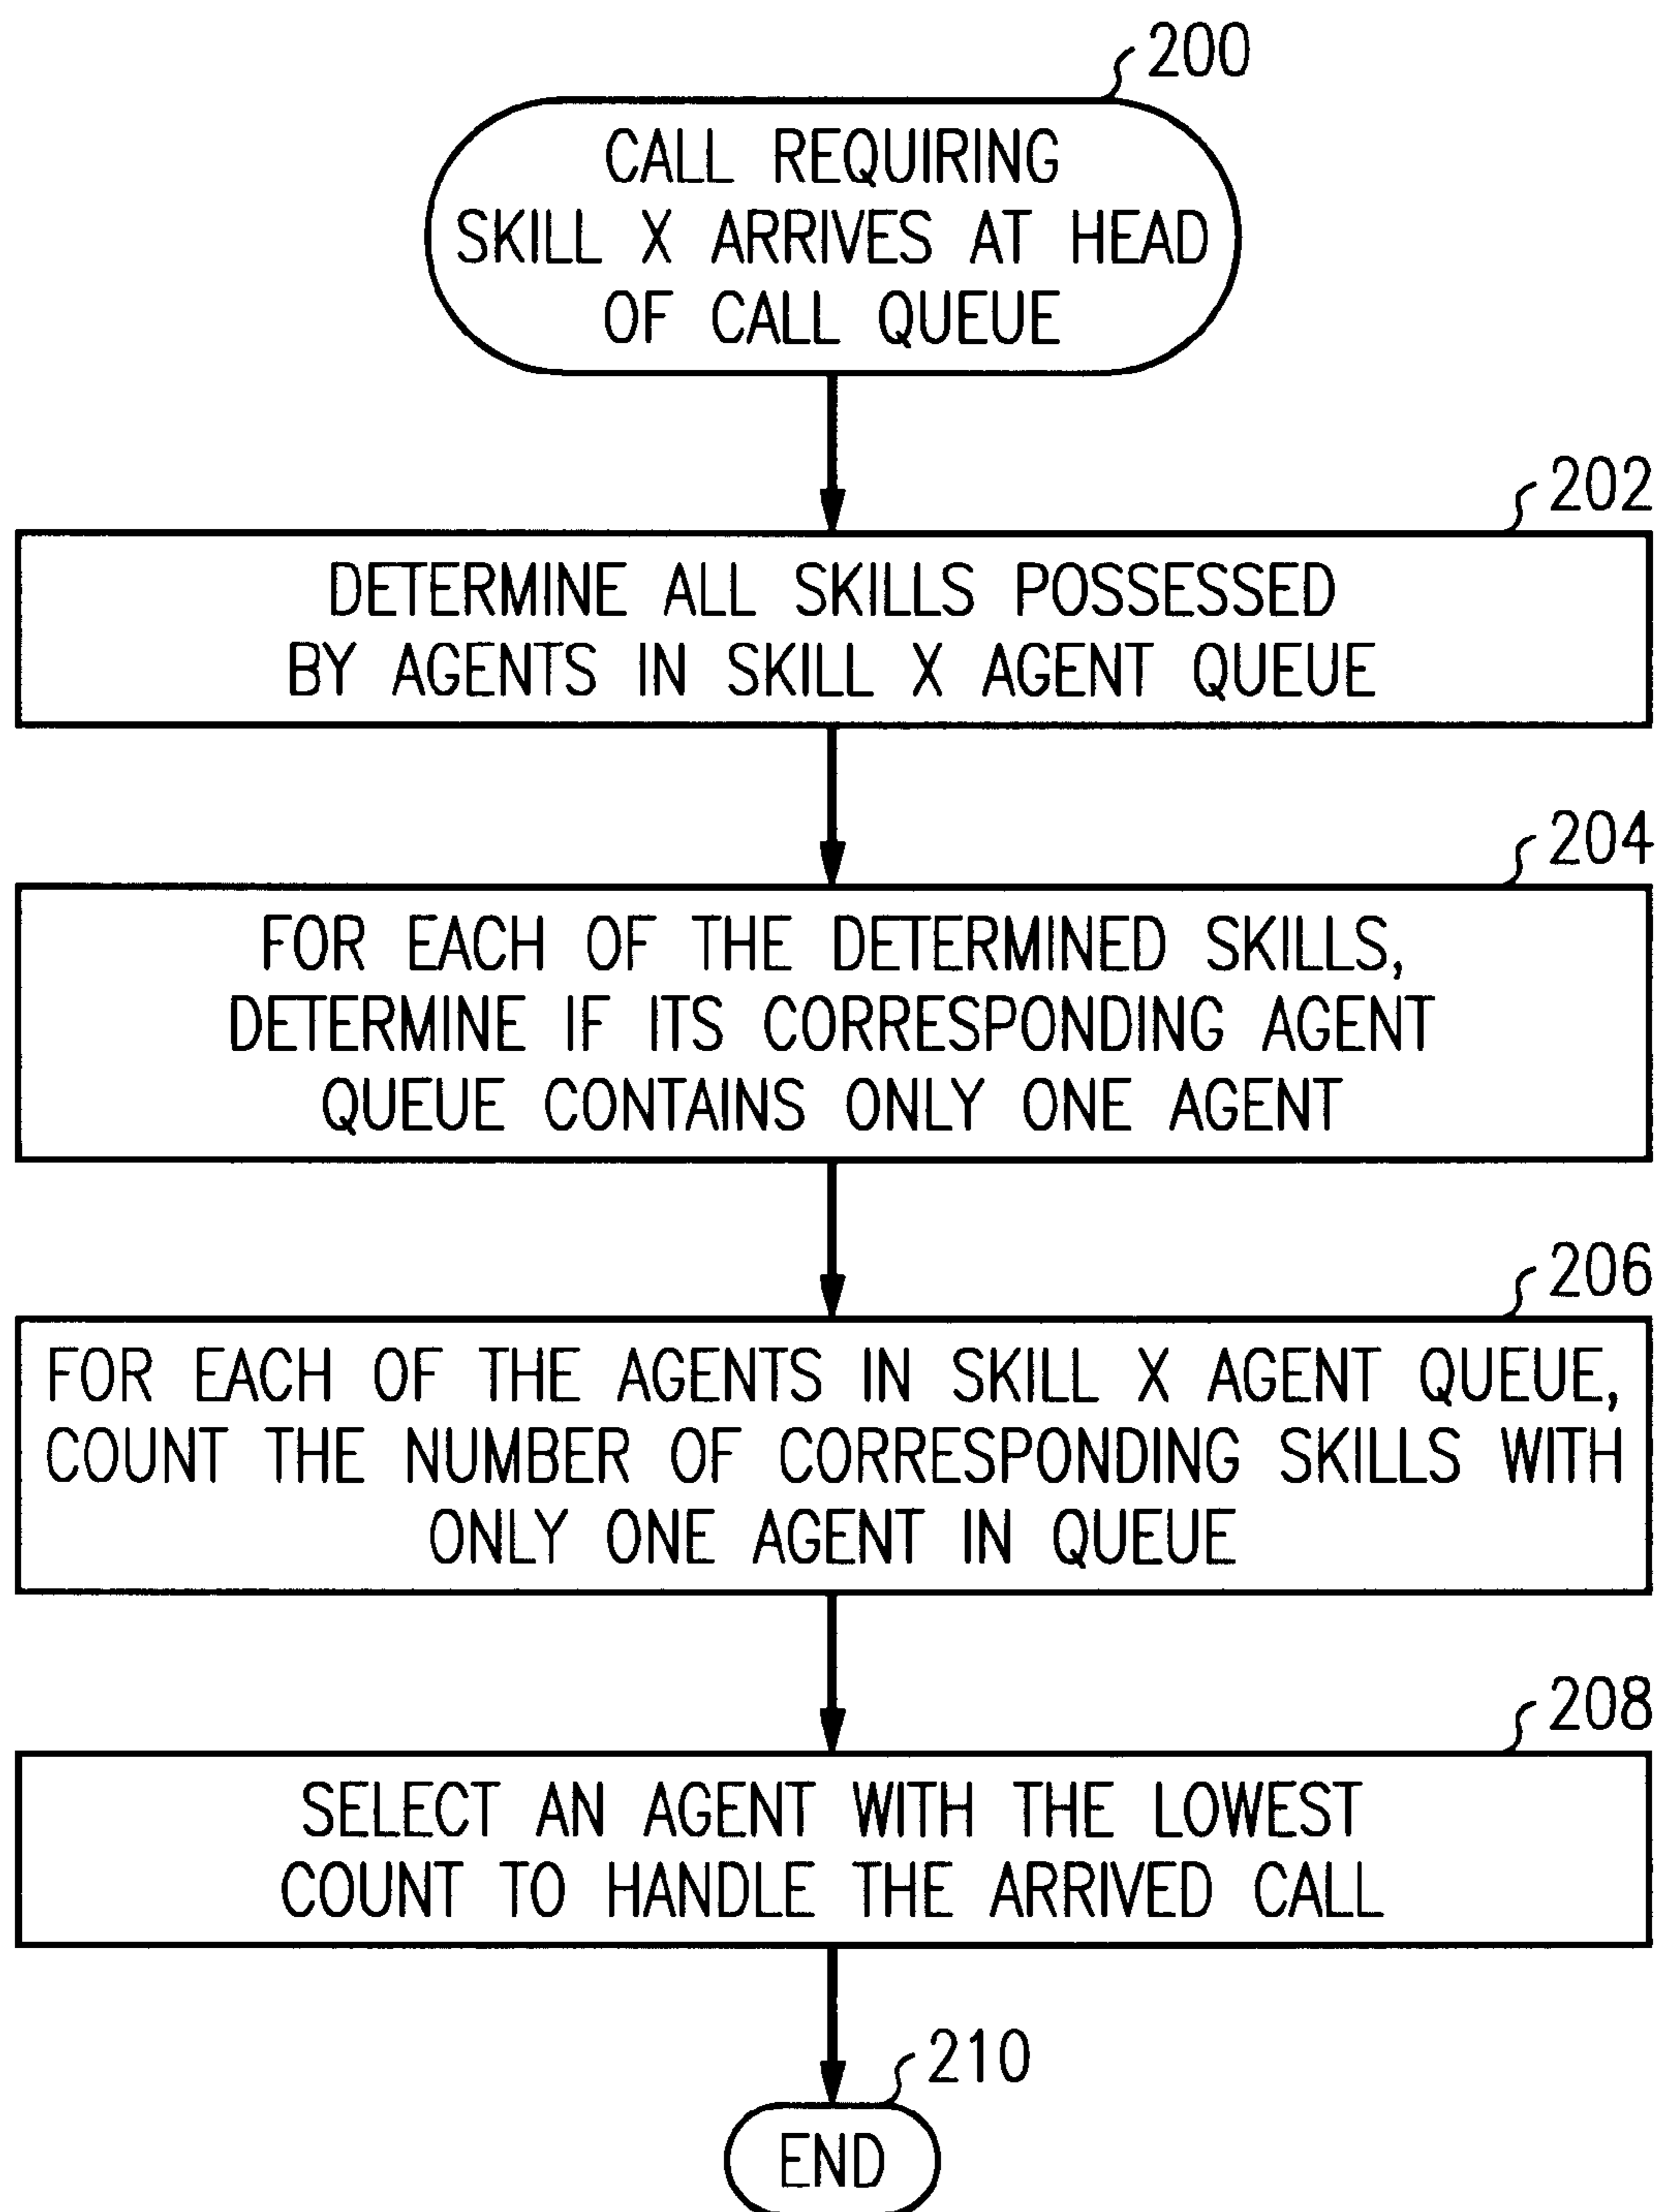 200
CALL REQUIRING
SKILL X ARRIVES AT HEAD
OF CALL QUEUE
202
DETERMINE ALL SKILLS POSSESSED
BY AGENTS IN SKILL X AGENT QUEUE
204
FOR EACH OF THE DETERMINED SKILLS,
DETERMINE IF ITS CORRESPONDING AGENT
QUEUE CONTAINS ONLY ONE AGENT
206
FOR EACH OF THE AGENTS IN SKILL X AGENT QUEUE,
COUNT THE NUMBER OF CORRESPONDING SKILLS WITH
ONLY ONE AGENT IN QUEUE
208
SELECT AN AGENT WITH THE LOWEST
COUNT TO HANDLE THE ARRIVED CALL
210
END